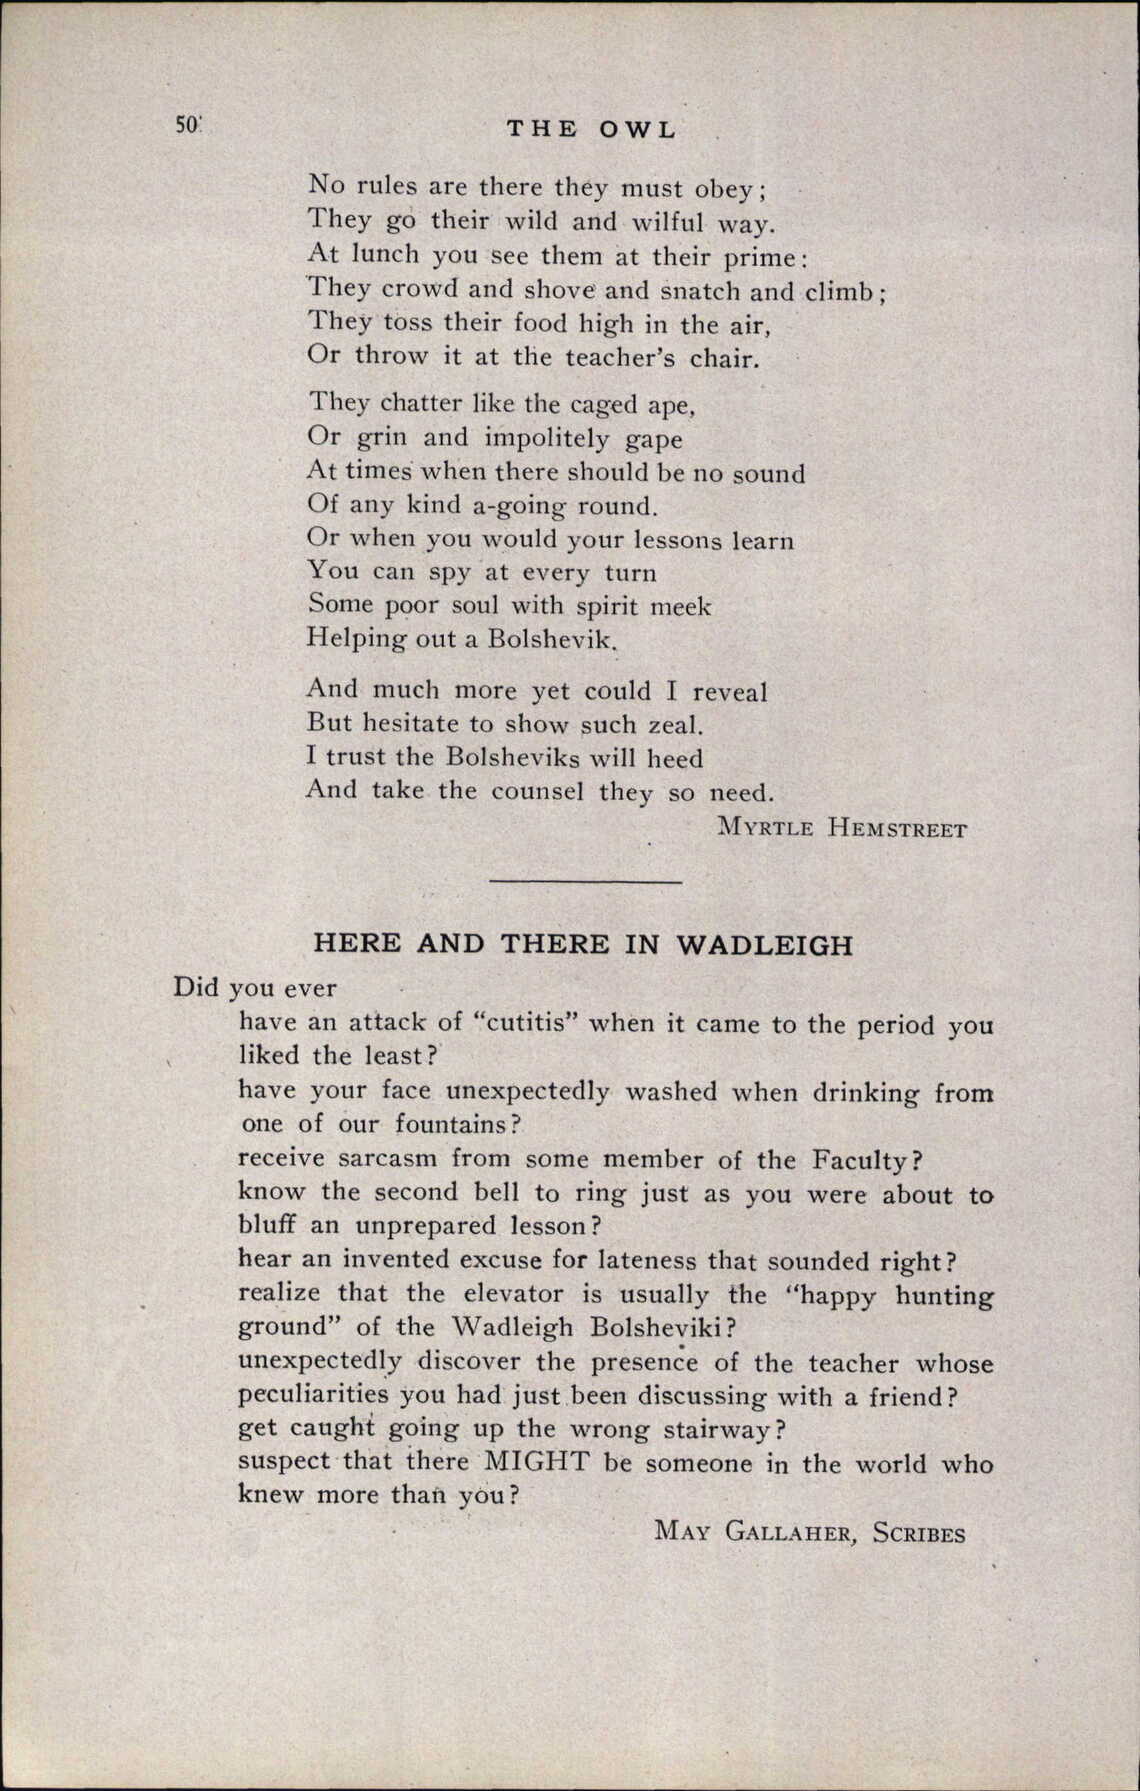 50
THE OWL
No rules are there they must obey;
They go their wild and wilful way.
At lunch you see them at their prime:
They crowd and shove and snatch and climb;
They toss their food high in the air,
Or throw it at the teacher's chair.
They chatter like the caged ape,
Or grin and impolitely gape
At times when there should be no sound
Of any kind a-going round.
Or when you would your lessons learn
You can spy at every turn
Some poor soul with spirit meek
Helping out a Bolshevik.
And much more yet could I reveal
But hesitate to show such zeal.
I trust the Bolsheviks will heed
And take the counsel they so need.
MYRTLE HEMSTREET
HERE AND THERE IN WADLEIGH
Did you ever
have an attack of "cutitis" when it came to the period you
liked the least?
have your face unexpectedly washed when drinking from
one of our fountains?
receive sarcasm from some member of the Faculty?
know the second bell to ring just as you were about to
bluff an unprepared lesson?
hear an invented excuse for lateness that sounded right?
realize that the elevator is usually the "happy hunting
ground" of the Wadleigh Bolsheviki?
unexpectedly discover the presence of the teacher whose
peculiarities you had just been discussing with a friend?
get caught going up the wrong stairway?
suspect that there MIGHT be someone in the world who
knew more than you?
MAY GALLAHER, SCRIBES